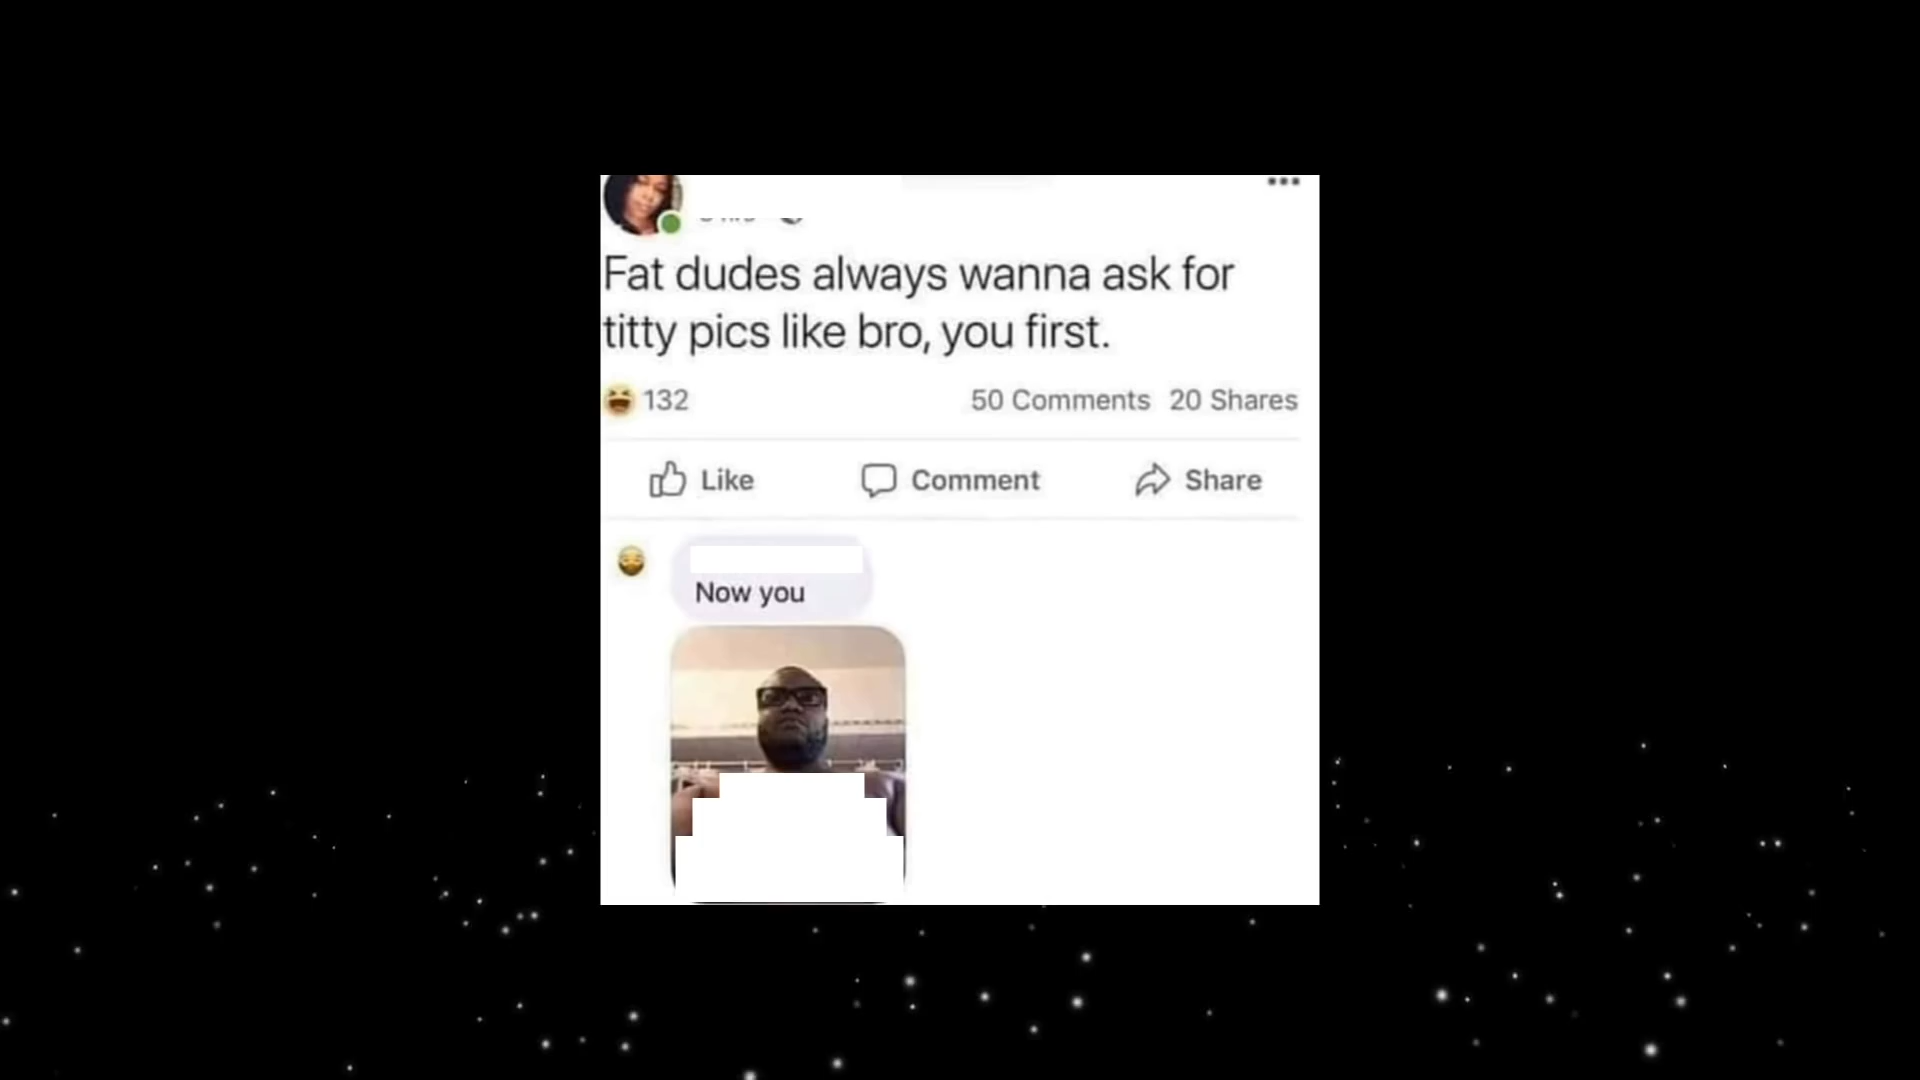 Fat dudes always wanna ask for
titty pics like bro, you first.
132 50 Comments 20 Shares
Like Comment Share
Now you